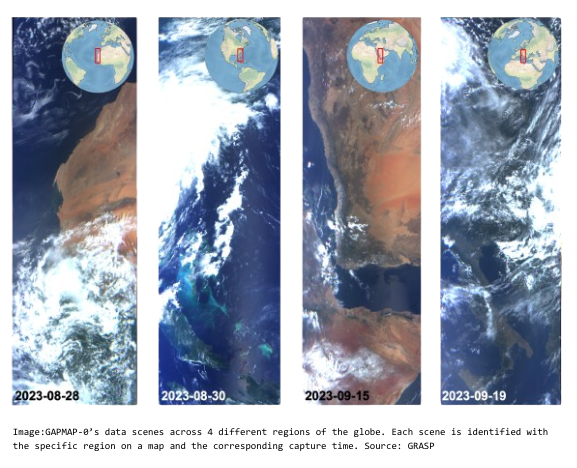 2023-08-28
2023-08-30
2023-09-15
2023-09-19
Image:GAPMAP-0’s data scenes across 4 different regions of the globe. Each scene is identified with
the specific region on a map and the corresponding capture time. Source: GRASP